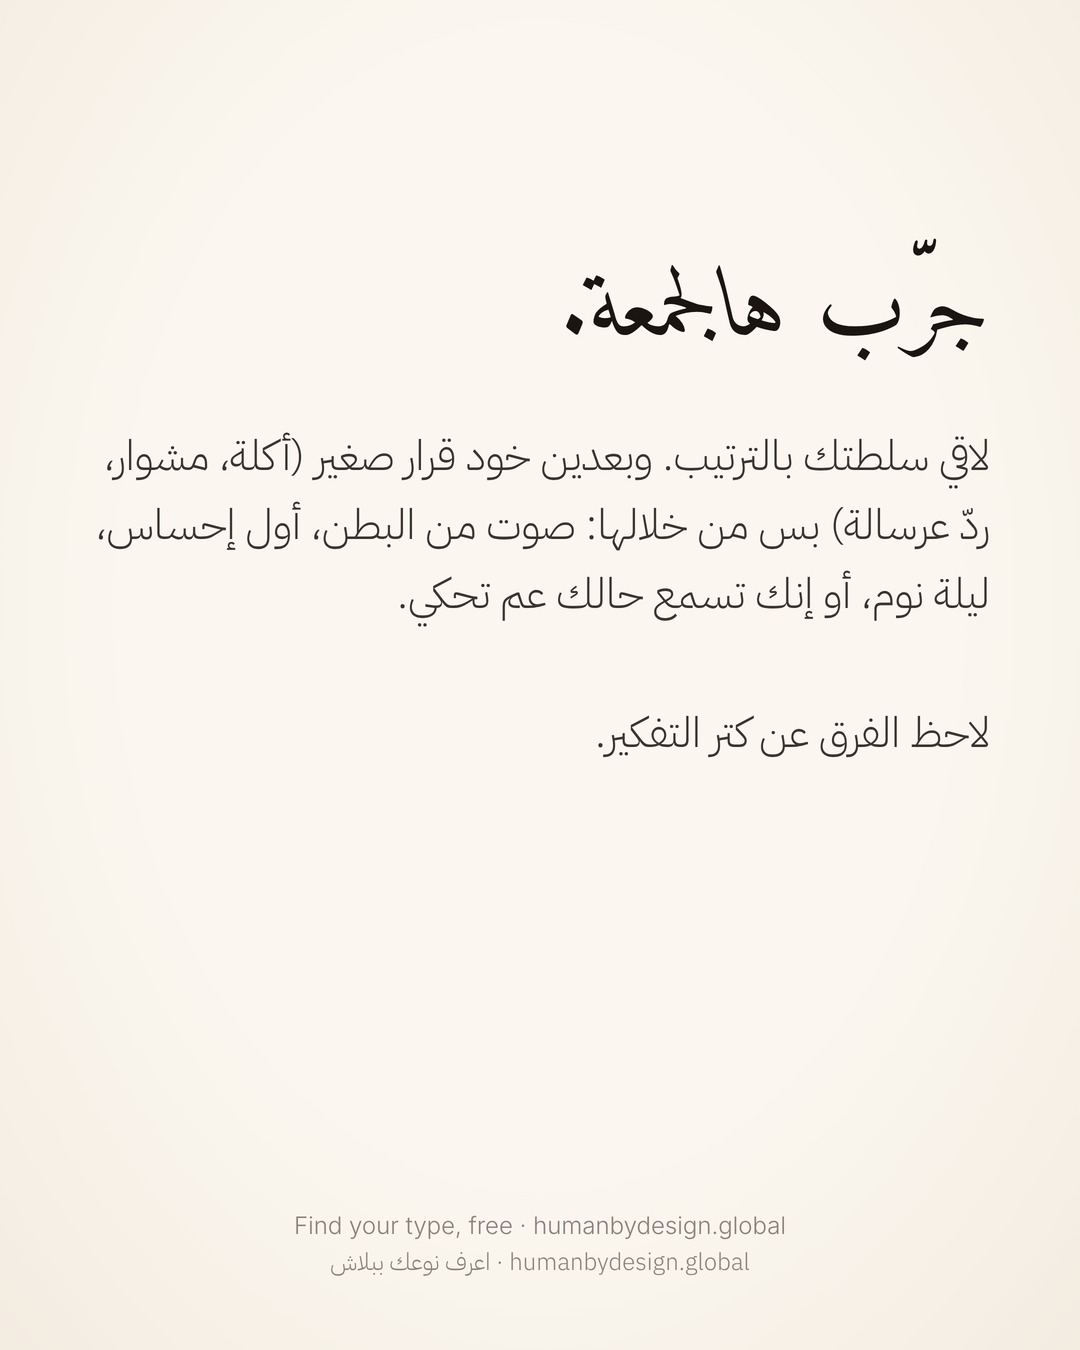 جرّب هالجمعة.
لاقي سلطتك بالترتيب. وبعدين خود قرار صغير (أكلة، مشوار،
ردّ عرسالة) بس من خلالها: صوت من البطن، أول إحساس،
ليلة نوم، أو إنك تسمع حالك عم تحكي.
لاحظ الفرق عن كتر التفكير.
Find your type, free · humanbydesign.global
اعرف نوعك ببلاش · humanbydesign.global